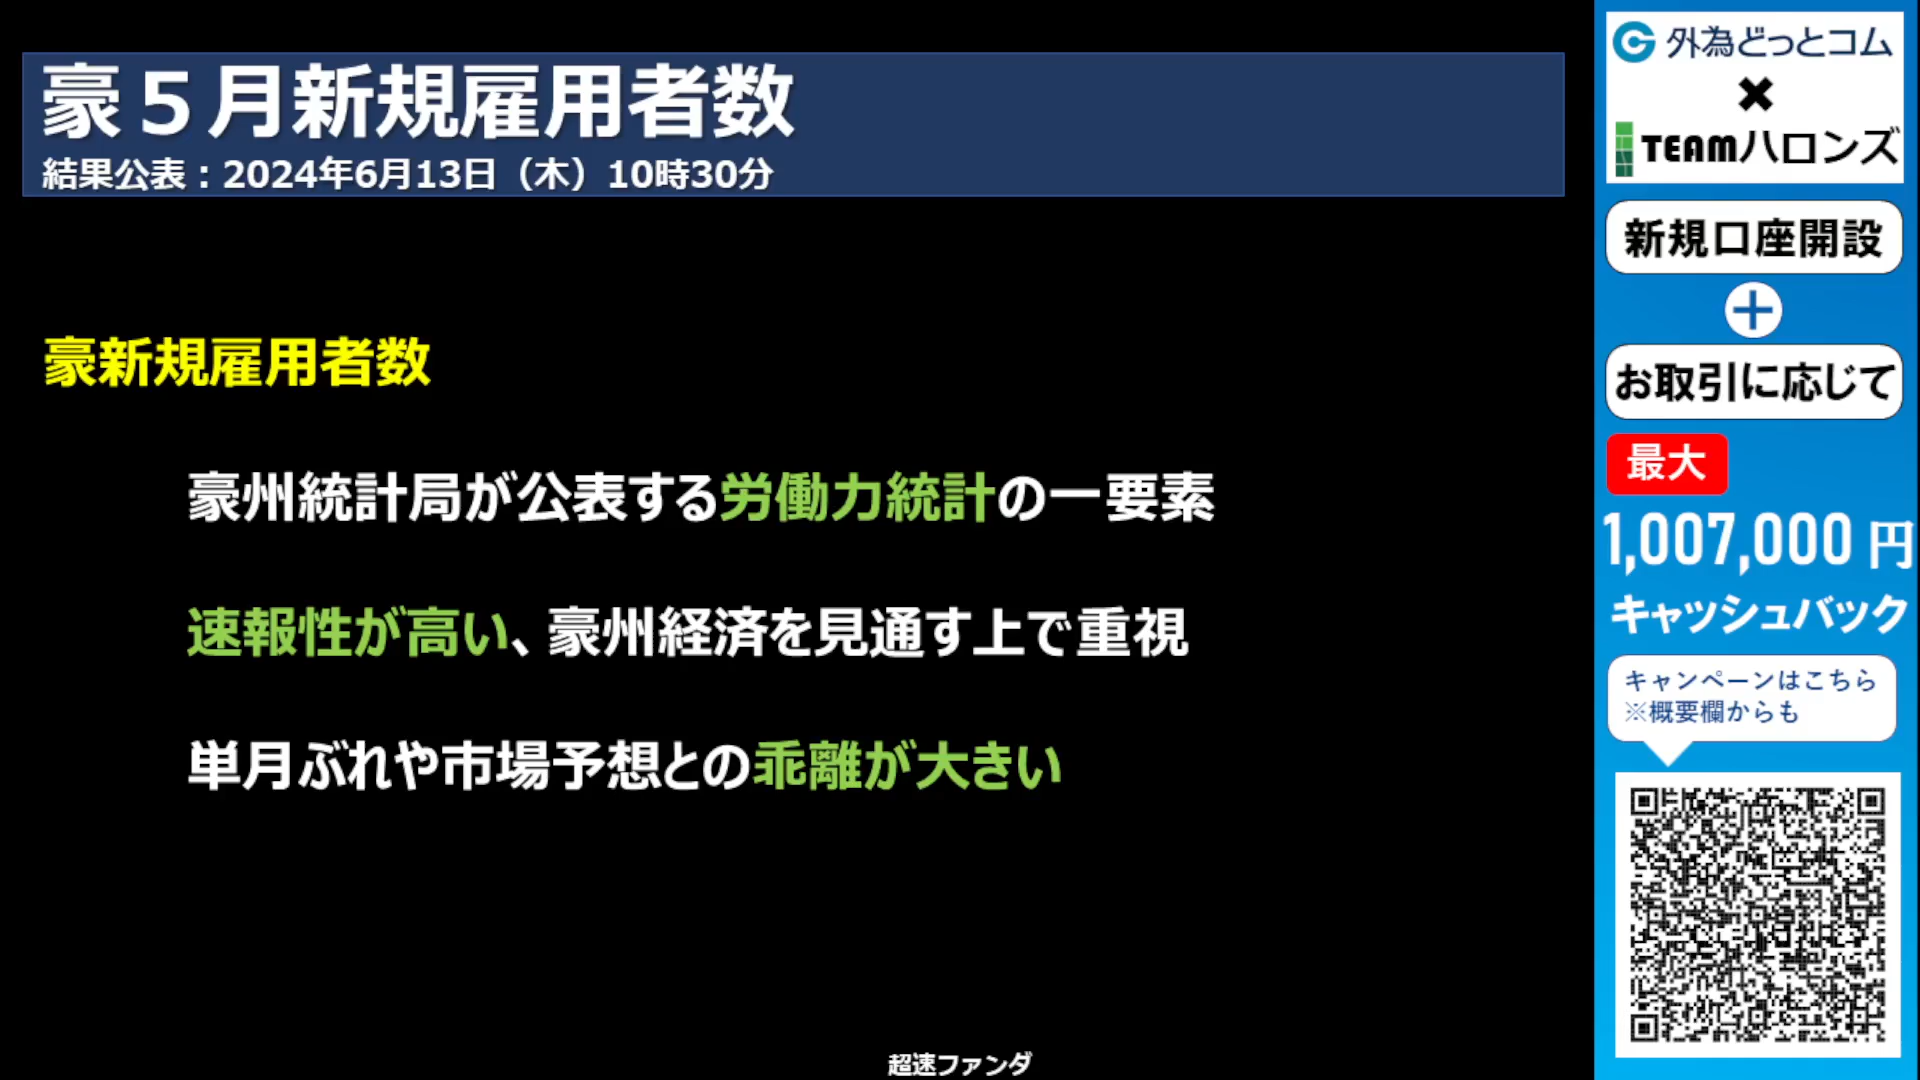 豪５月新規雇用者数
結果公表：2024年6月13日（木）10時30分
豪新規雇用者数
豪州統計局が公表する労働力統計の一要素
速報性が高い、豪州経済を見通す上で重視
単月ぶれや市場予想との乖離が大きい
超速ファンダ
外為どっとコム
×
TEAMハロンズ
新規口座開設
＋
お取引に応じて
最大
1,007,000 円
キャッシュバック
キャンペーンはこちら
※概要欄からも